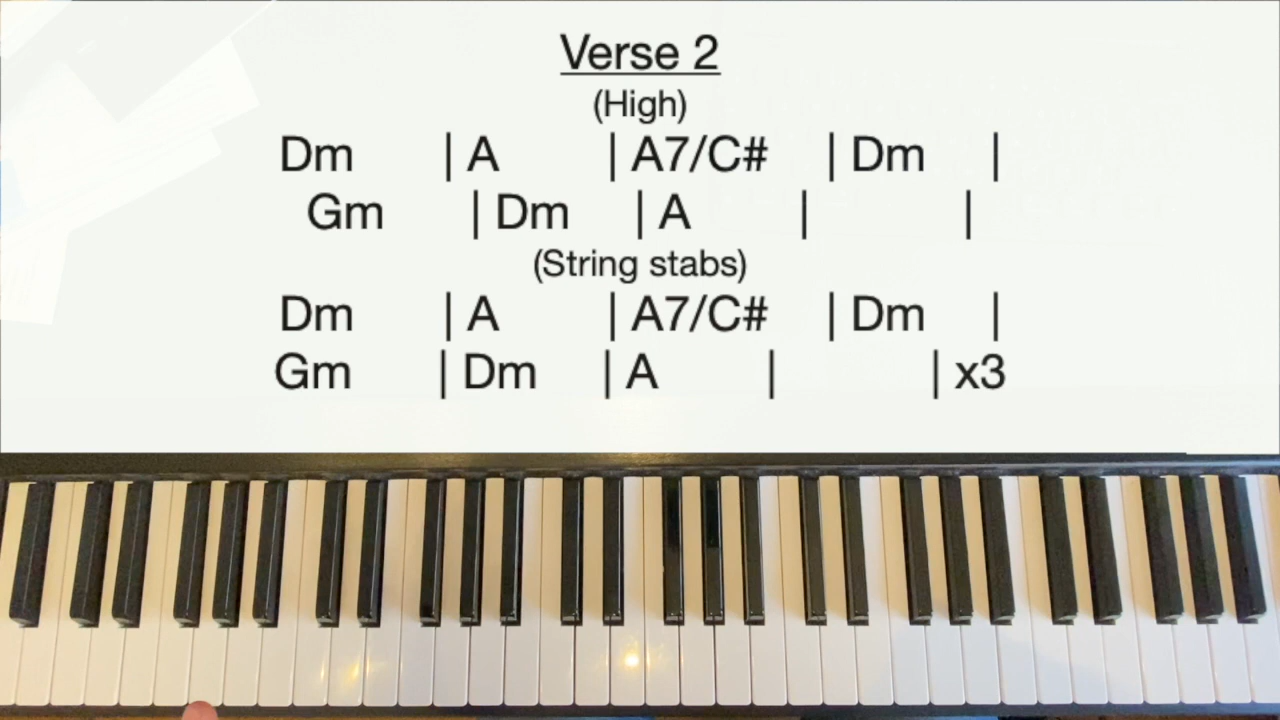 Verse 2
(High)
Dm | A | A7/C# | Dm |
Gm | Dm | A | |
(String stabs)
Dm | A | A7/C# | Dm |
Gm | Dm | A | | x3